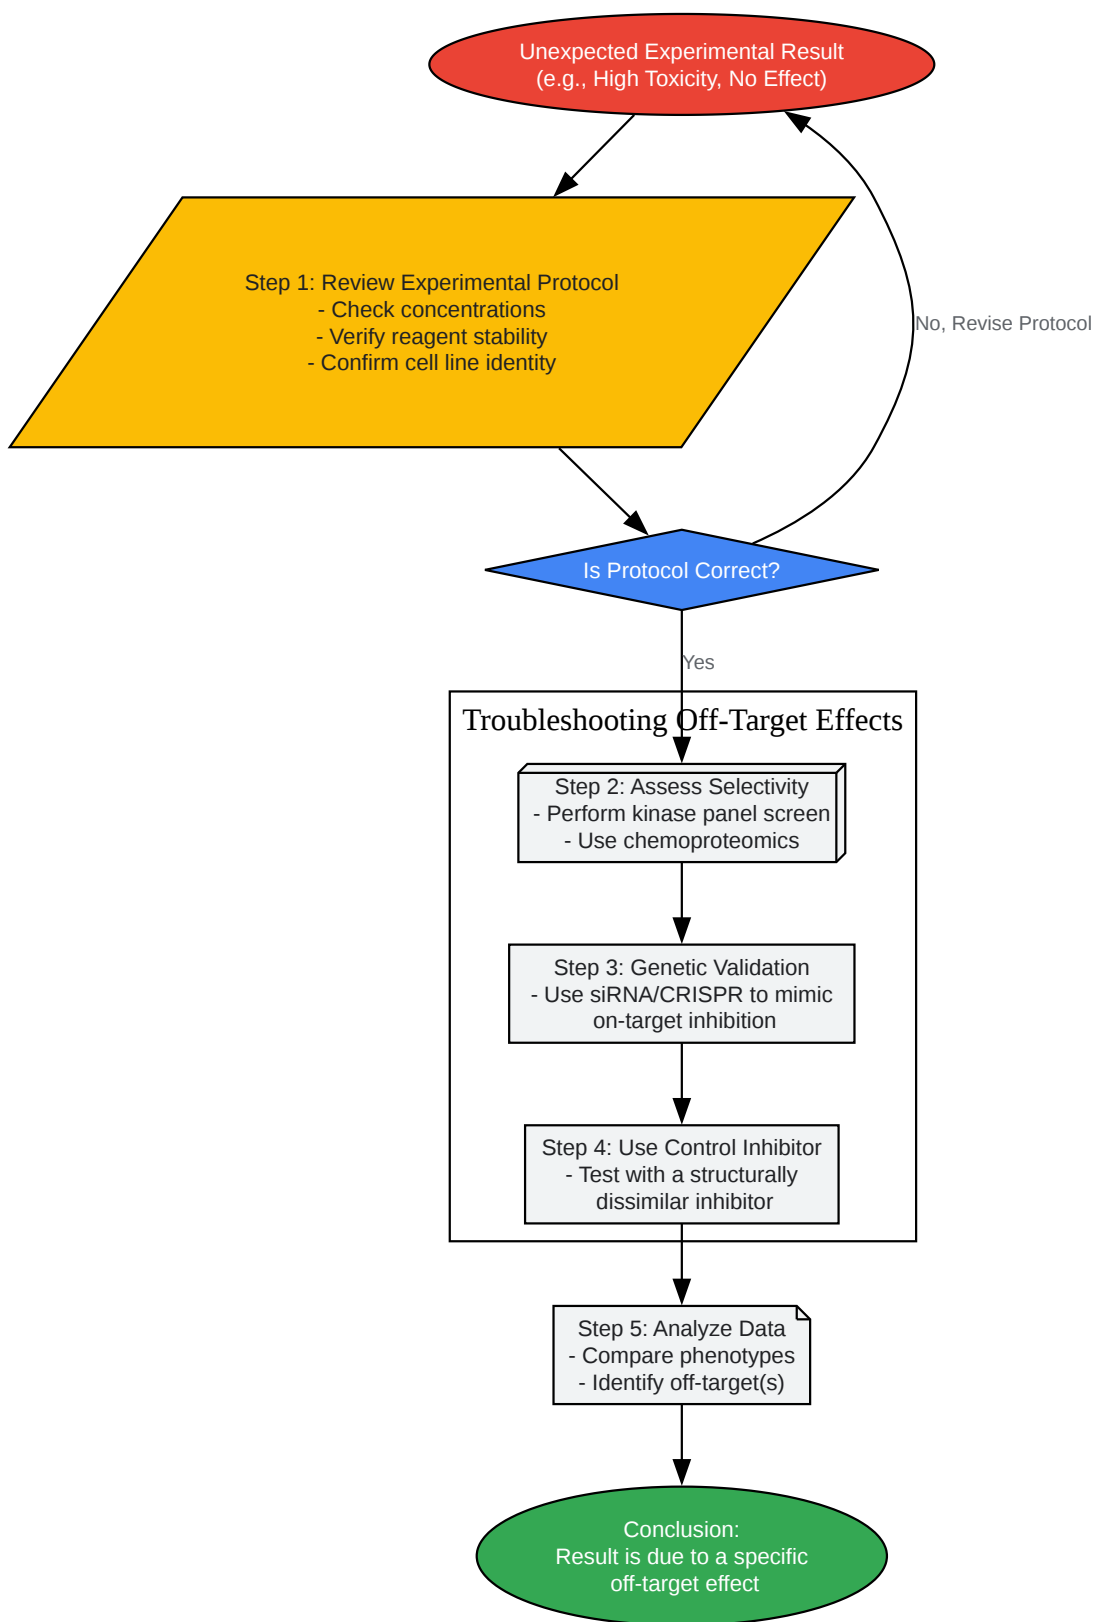 Unexpected Experimental Result
(e.g., High Toxicity, No Effect)
Step 1: Review Experimental Protocol
- Check concentrations
- Verify reagent stability
- Confirm cell line identity
No, Revise Protocol
Is Protocol Correct?
Yes
Troubleshooting Off-Target Effects
Step 2: Assess Selectivity
- Perform kinase panel screen
- Use chemoproteomics
Step 3: Genetic Validation
- Use siRNA/CRISPR to mimic
on-target inhibition
Step 4: Use Control Inhibitor
- Test with a structurally
dissimilar inhibitor
Step 5: Analyze Data
- Compare phenotypes
- Identify off-target(s)
Conclusion:
Result is due to a specific
off-target effect